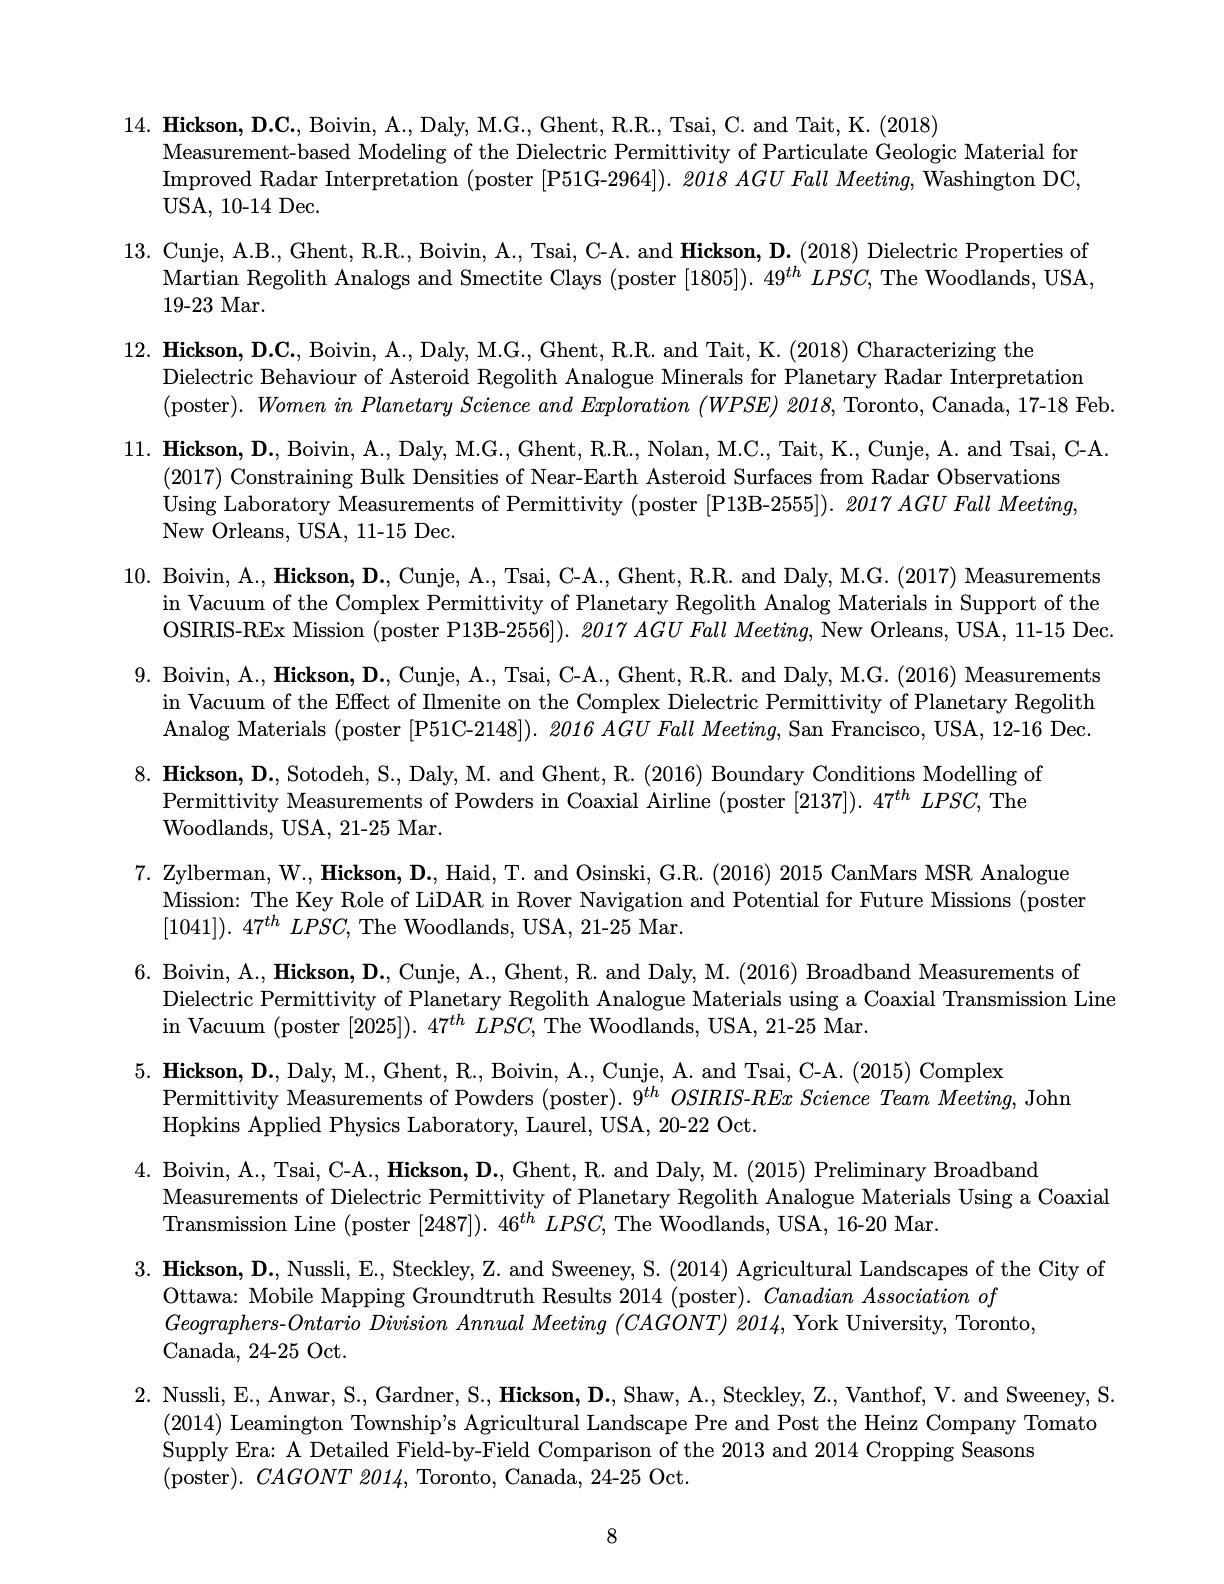 14. Hickson, D.C., Boivin, A., Daly, M.G., Ghent, R.R., Tsai, C. and Tait, K. (2018)
Measurement-based Modeling of the Dielectric Permittivity of Particulate Geologic Material for
Improved Radar Interpretation (poster [P51G-2964]). 2018 AGU Fall Meeting, Washington DC,
USA, 10-14 Dec.
13. Cunje, A.B., Ghent, R.R., Boivin, A., Tsai, C-A. and Hickson, D. (2018) Dielectric Properties of
Martian Regolith Analogs and Smectite Clays (poster [1805]). 49th LPSC, The Woodlands, USA,
19-23 Mar.
12. Hickson, D.C., Boivin, A., Daly, M.G., Ghent, R.R. and Tait, K. (2018) Characterizing the
Dielectric Behaviour of Asteroid Regolith Analogue Minerals for Planetary Radar Interpretation
(poster). Women in Planetary Science and Exploration (WPSE) 2018, Toronto, Canada, 17-18 Feb.
11. Hickson, D., Boivin, A., Daly, M.G., Ghent, R.R., Nolan, M.C., Tait, K., Cunje, A. and Tsai, C-A.
(2017) Constraining Bulk Densities of Near-Earth Asteroid Surfaces from Radar Observations
Using Laboratory Measurements of Permittivity (poster [P13B-2555]). 2017 AGU Fall Meeting,
New Orleans, USA, 11-15 Dec.
10. Boivin, A., Hickson, D., Cunje, A., Tsai, C-A., Ghent, R.R. and Daly, M.G. (2017) Measurements
in Vacuum of the Complex Permittivity of Planetary Regolith Analog Materials in Support of the
OSIRIS-REx Mission (poster P13B-2556]). 2017 AGU Fall Meeting, New Orleans, USA, 11-15 Dec.
9. Boivin, A., Hickson, D., Cunje, A., Tsai, C-A., Ghent, R.R. and Daly, M.G. (2016) Measurements
in Vacuum of the Effect of Ilmenite on the Complex Dielectric Permittivity of Planetary Regolith
Analog Materials (poster [P51C-2148]). 2016 AGU Fall Meeting, San Francisco, USA, 12-16 Dec.
8. Hickson, D., Sotodeh, S., Daly, M. and Ghent, R. (2016) Boundary Conditions Modelling of
Permittivity Measurements of Powders in Coaxial Airline (poster [2137]). 47th LPSC, The
Woodlands, USA, 21-25 Mar.
7. Zylberman, W., Hickson, D., Haid, T. and Osinski, G.R. (2016) 2015 CanMars MSR Analogue
Mission: The Key Role of LiDAR in Rover Navigation and Potential for Future Missions (poster
[1041]). 47th LPSC, The Woodlands, USA, 21-25 Mar.
6. Boivin, A., Hickson, D., Cunje, A., Ghent, R. and Daly, M. (2016) Broadband Measurements of
Dielectric Permittivity of Planetary Regolith Analogue Materials using a Coaxial Transmission Line
in Vacuum (poster [2025]). 47th LPSC, The Woodlands, USA, 21-25 Mar.
5. Hickson, D., Daly, M., Ghent, R., Boivin, A., Cunje, A. and Tsai, C-A. (2015) Complex
Permittivity Measurements of Powders (poster). 9th OSIRIS-REx Science Team Meeting, John
Hopkins Applied Physics Laboratory, Laurel, USA, 20-22 Oct.
4. Boivin, A., Tsai, C-A., Hickson, D., Ghent, R. and Daly, M. (2015) Preliminary Broadband
Measurements of Dielectric Permittivity of Planetary Regolith Analogue Materials Using a Coaxial
Transmission Line (poster [2487]). 46th LPSC, The Woodlands, USA, 16-20 Mar.
3. Hickson, D., Nussli, E., Steckley, Z. and Sweeney, S. (2014) Agricultural Landscapes of the City of
Ottawa: Mobile Mapping Groundtruth Results 2014 (poster). Canadian Association of
Geographers-Ontario Division Annual Meeting (CAGONT) 2014, York University, Toronto,
Canada, 24-25 Oct.
2. Nussli, E., Anwar, S., Gardner, S., Hickson, D., Shaw, A., Steckley, Z., Vanthof, V. and Sweeney, S.
(2014) Leamington Township's Agricultural Landscape Pre and Post the Heinz Company Tomato
Supply Era: A Detailed Field-by-Field Comparison of the 2013 and 2014 Cropping Seasons
(poster). CAGONT 2014, Toronto, Canada, 24-25 Oct.
8